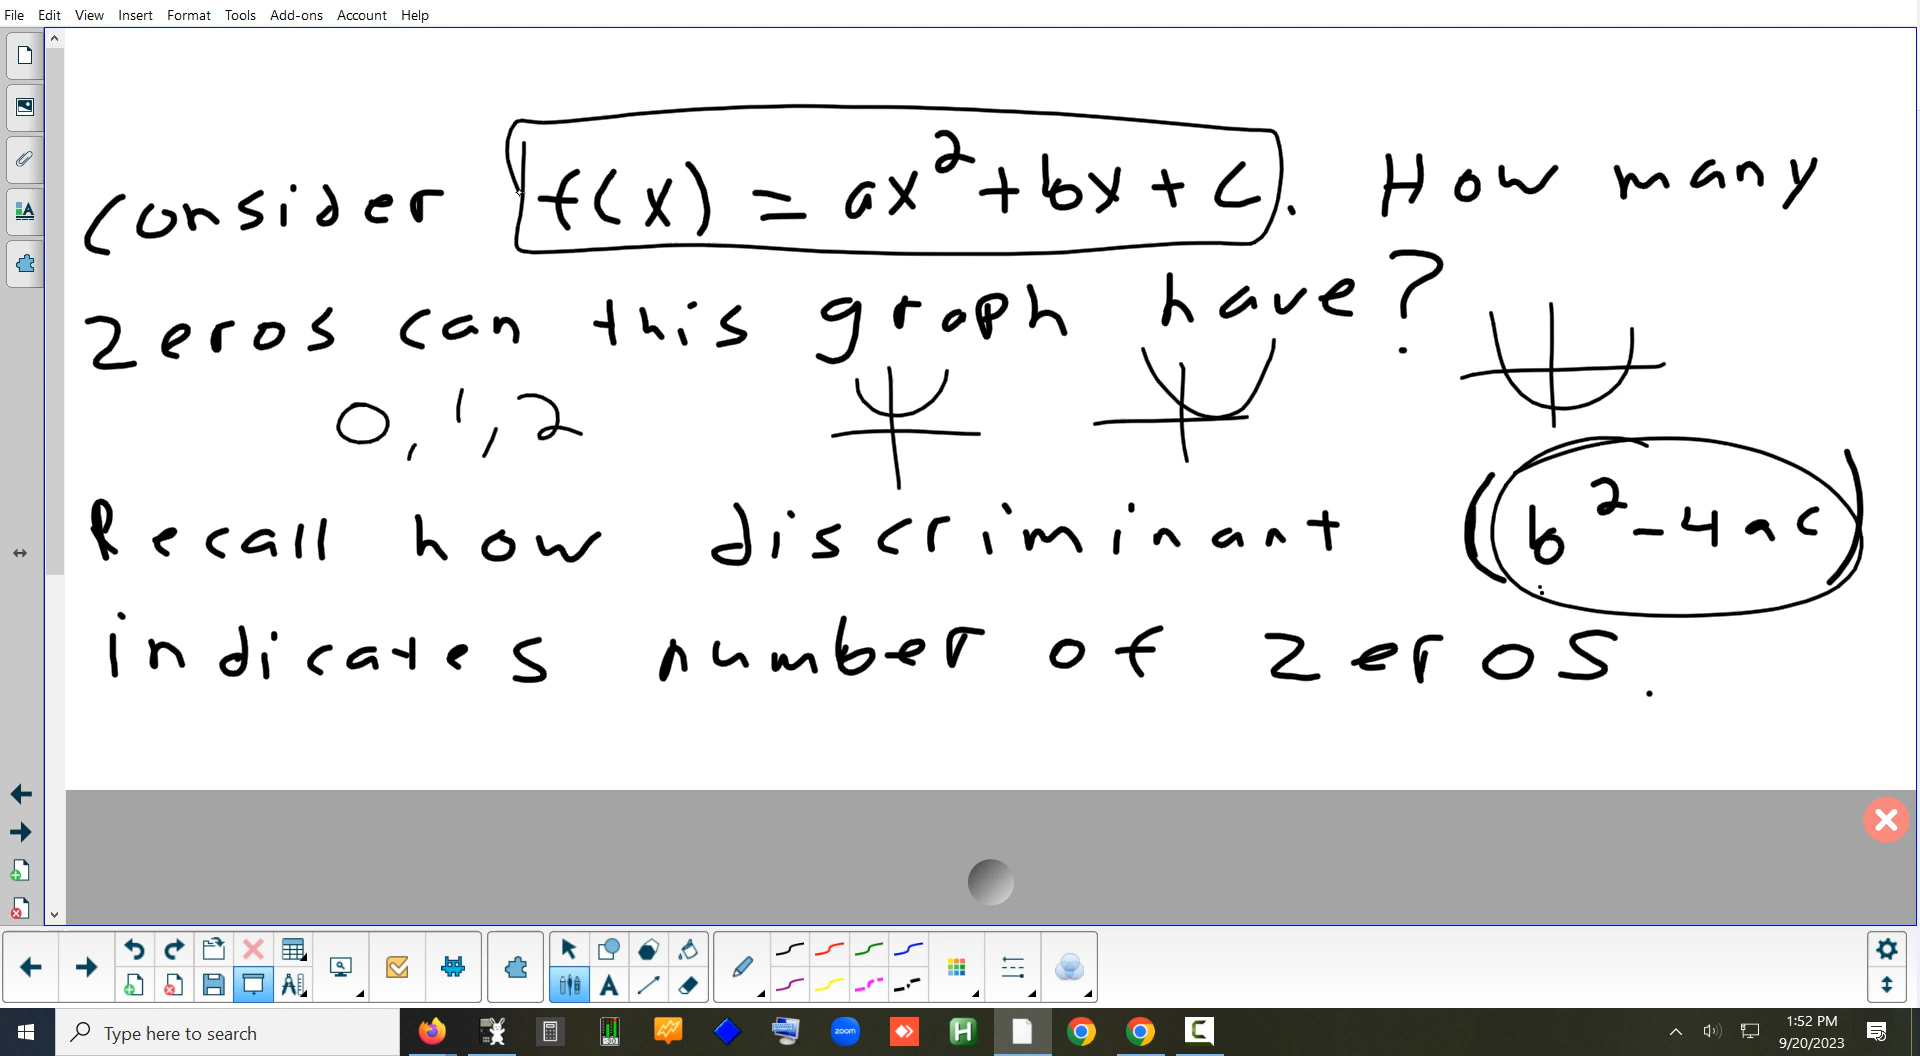 File Edit View Insert Format Tools Add-ons Account Help
Consider f(x) = ax² + bx + c. How many
zeros can this graph have?
0, 1, 2
Recall how discriminant (b² - 4ac)
indicates number of zeros.
A
zoom
H
C
Type here to search
1:52 PM
9/20/2023